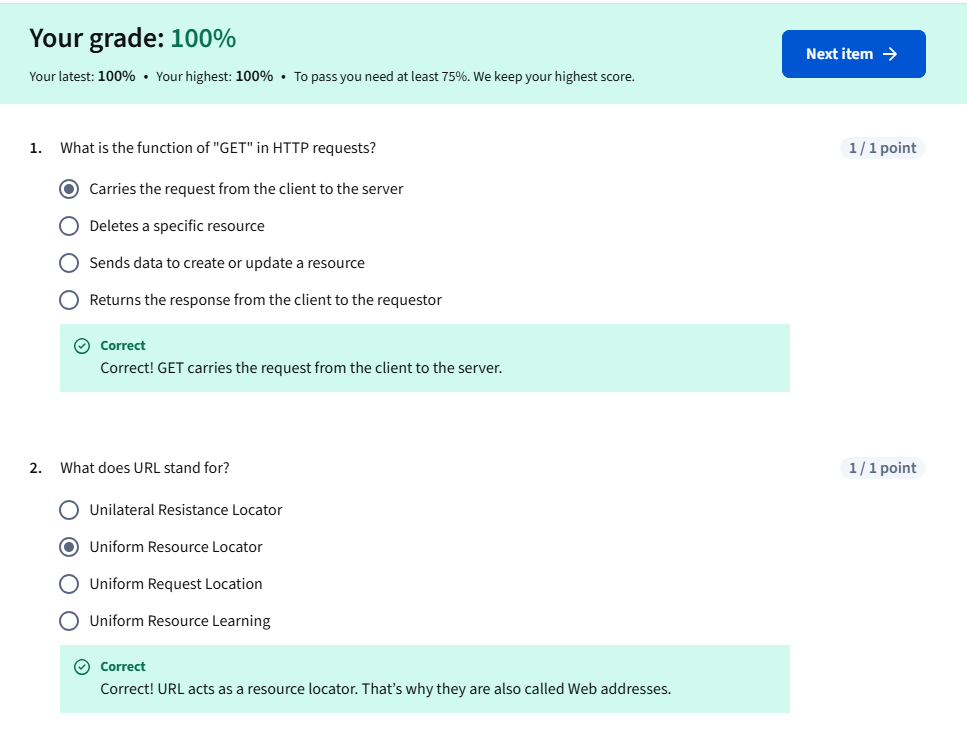 Your grade: 100%
Your latest: 100% • Your highest: 100% • To pass you need at least 75%. We keep your highest score.
Next item →
1. What is the function of "GET" in HTTP requests? 1 / 1 point
Carries the request from the client to the server
Deletes a specific resource
Sends data to create or update a resource
Returns the response from the client to the requestor
Correct
Correct! GET carries the request from the client to the server.
2. What does URL stand for? 1 / 1 point
Unilateral Resistance Locator
Uniform Resource Locator
Uniform Request Location
Uniform Resource Learning
Correct
Correct! URL acts as a resource locator. That’s why they are also called Web addresses.